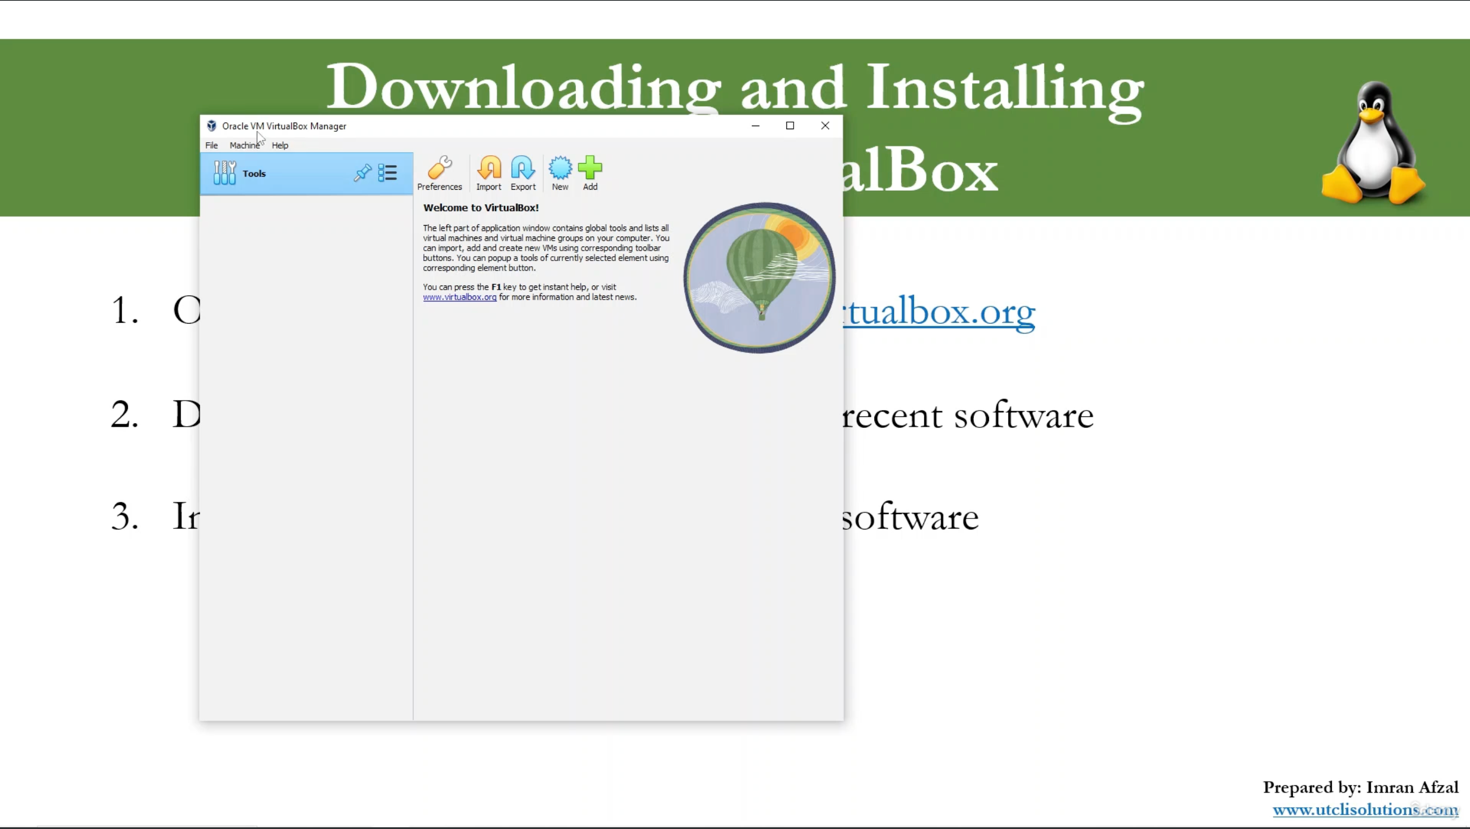 Downloading and Installing
alBox
Oracle VM VirtualBox Manager
File Machine Help
Tools
Preferences Import Export New Add
Welcome to VirtualBox!
The left part of application window contains global tools and lists all
virtual machines and virtual machine groups on your computer. You
can import, add and create new VMs using corresponding toolbar
buttons. You can popup a tools of currently selected element using
corresponding element button.
You can press the F1 key to get instant help, or visit
www.virtualbox.org for more information and latest news.
1. O rtualbox.org
2. D recent software
3. In software
Prepared by: Imran Afzal
www.utclisolutions.com